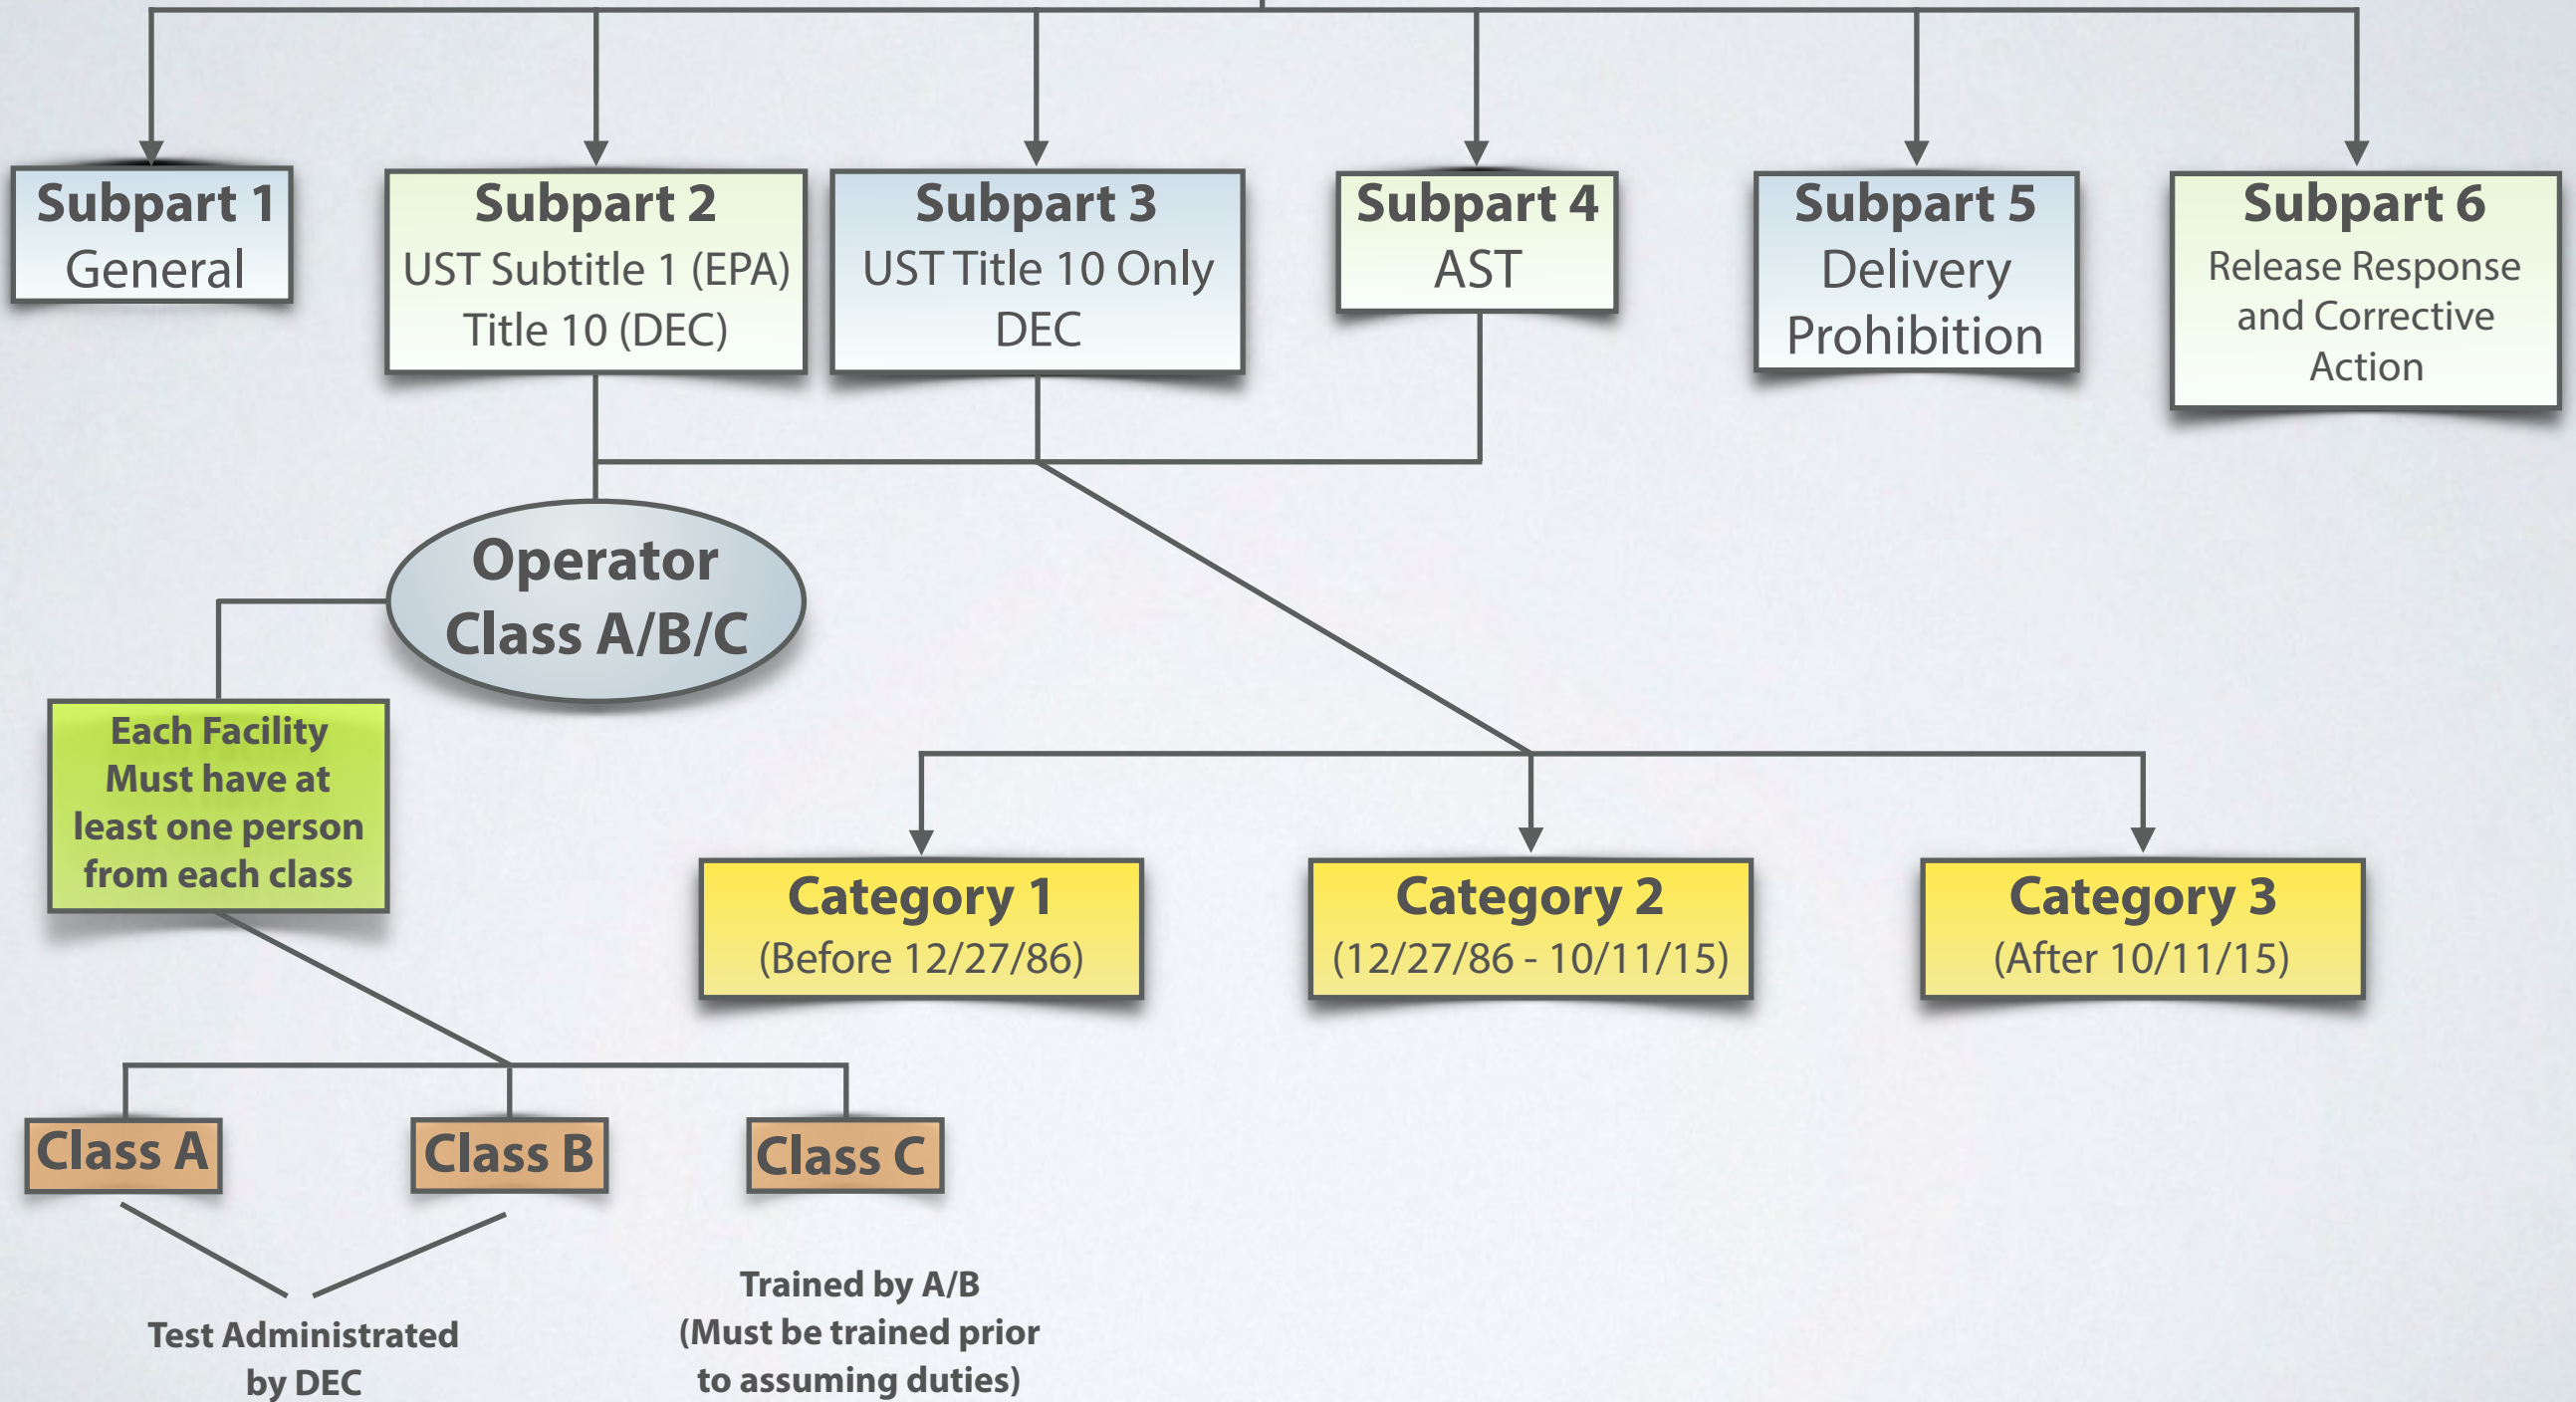 Subpart 1
General
Subpart 2
UST Subtitle 1 (EPA)
Title 10 (DEC)
Subpart 3
UST Title 10 Only
DEC
Subpart 4
AST
Subpart 5
Delivery
Prohibition
Subpart 6
Release Response
and Corrective
Action
Operator
Class A/B/C
Each Facility
Must have at
least one person
from each class
Category 1
(Before 12/27/86)
Category 2
(12/27/86 - 10/11/15)
Category 3
(After 10/11/15)
Class A
Class B
Class C
Test Administrated
by DEC
Trained by A/B
(Must be trained prior
to assuming duties)